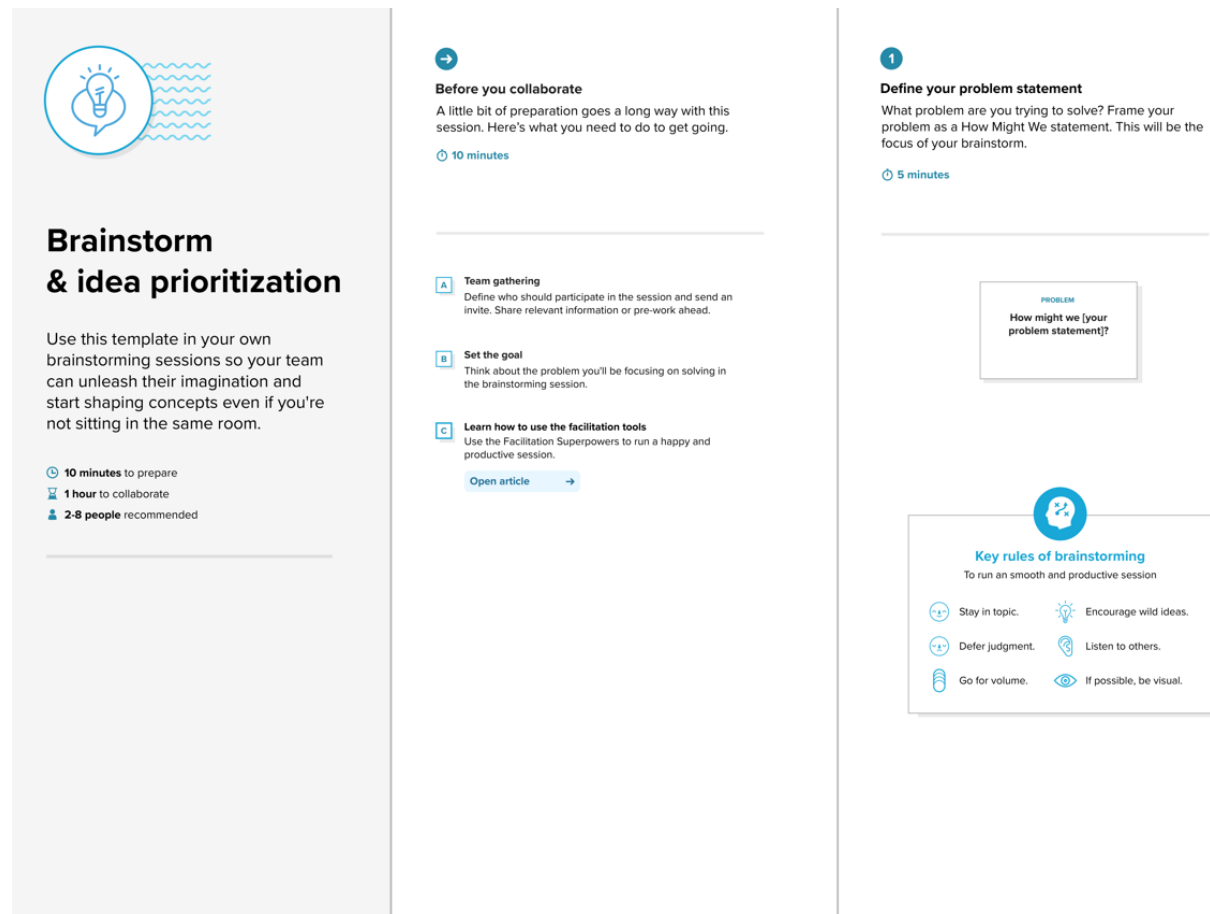 Brainstorm
& idea prioritization
Use this template in your own
brainstorming sessions so your team
can unleash their imagination and
start shaping concepts even if you're
not sitting in the same room.
10 minutes to prepare
1 hour to collaborate
2-8 people recommended
Before you collaborate
A little bit of preparation goes a long way with this
session. Here's what you need to do to get going.
10 minutes
A
Team gathering
Define who should participate in the session and send an
invite. Share relevant information or pre-work ahead.
B
Set the goal
Think about the problem you'll be focusing on solving in
the brainstorming session.
C
Learn how to use the facilitation tools
Use the Facilitation Superpowers to run a happy and
productive session.
Open article
1
Define your problem statement
What problem are you trying to solve? Frame your
problem as a How Might We statement. This will be the
focus of your brainstorm.
5 minutes
PROBLEM
How might we [your
problem statement]?
Key rules of brainstorming
To run an smooth and productive session
Stay in topic.
Encourage wild ideas.
Defer judgment.
Listen to others.
Go for volume.
If possible, be visual.